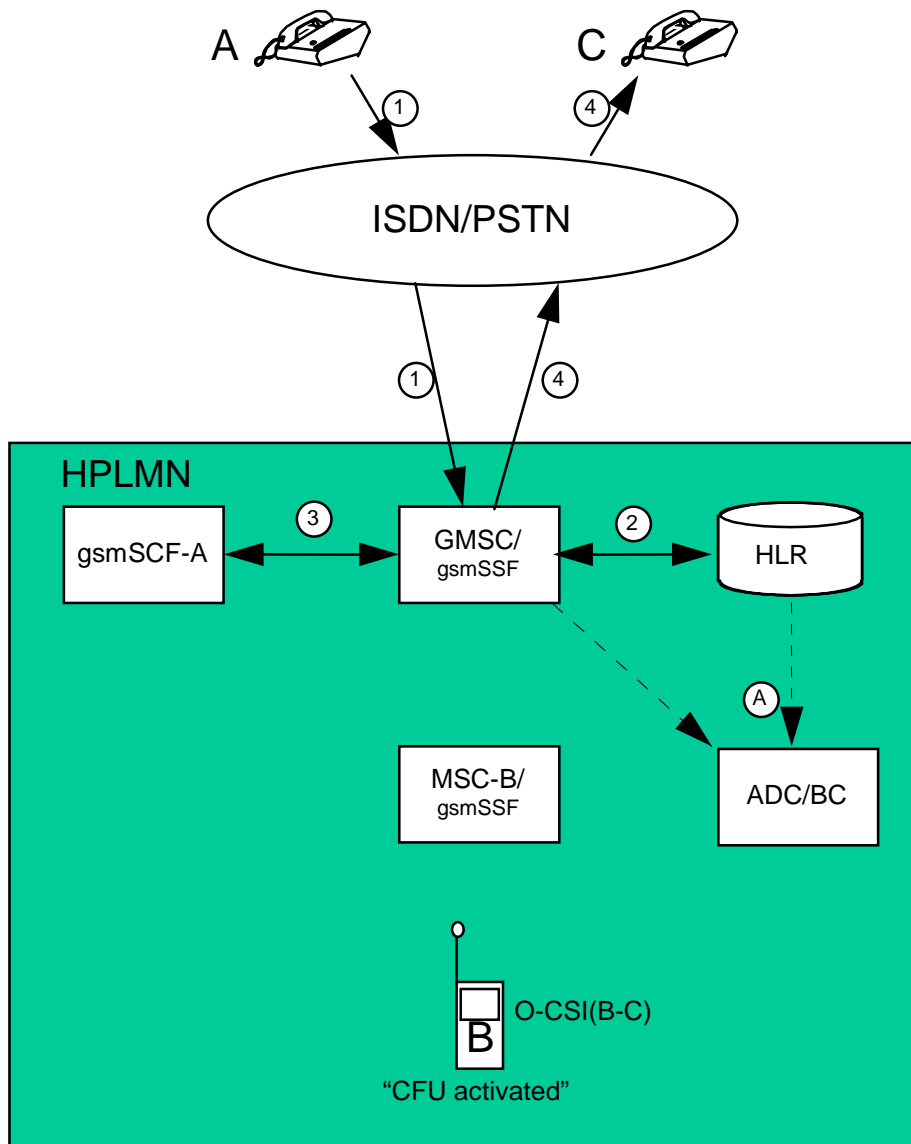 A
C
1
4
ISDN/PSTN
1
4
HPLMN
gsmSCF-A
3
GMSC/
gsmSSF
2
HLR
A
MSC-B/
gsmSSF
ADC/BC
O-CSI(B-C)
B
“CFU activated”